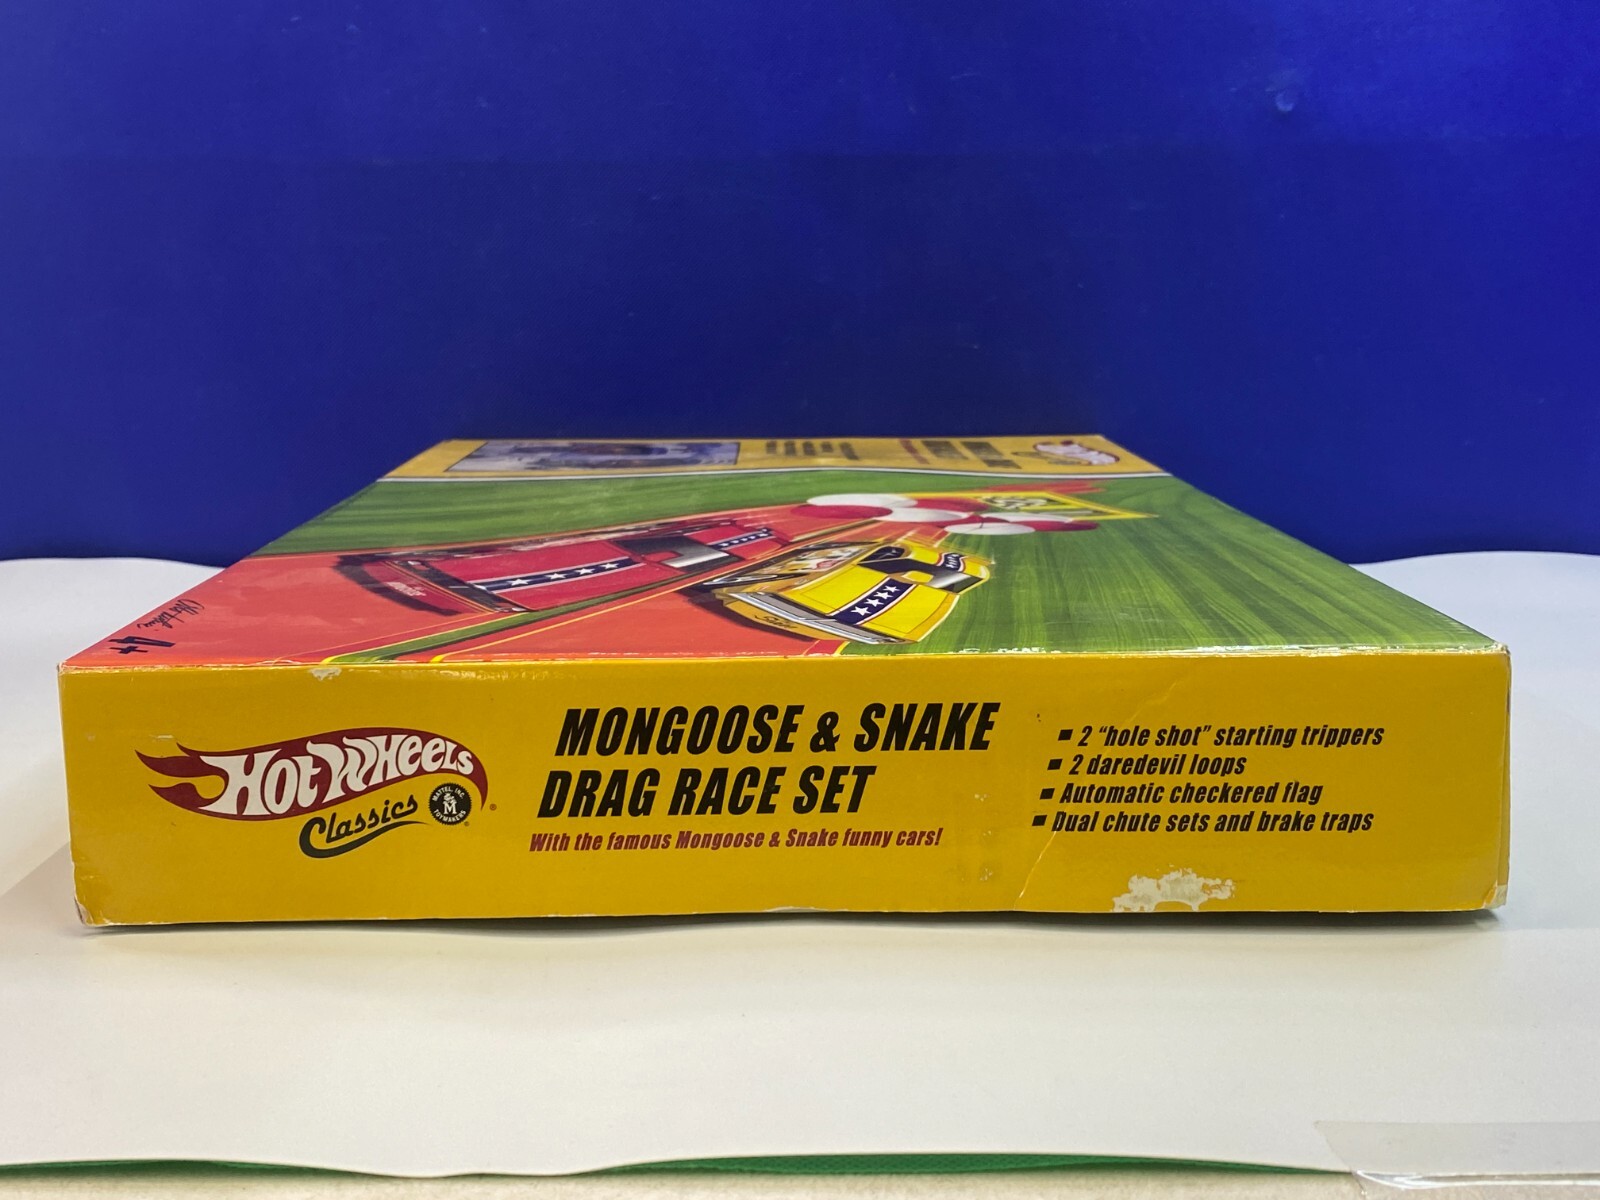 4+
HOT WHEELS
Classics
MATTEL, INC.
M
TOYMAKERS
MONGOOSE & SNAKE
DRAG RACE SET
With the famous Mongoose & Snake funny cars!
▪ 2 "hole shot" starting trippers
▪ 2 daredevil loops
▪ Automatic checkered flag
▪ Dual chute sets and brake traps